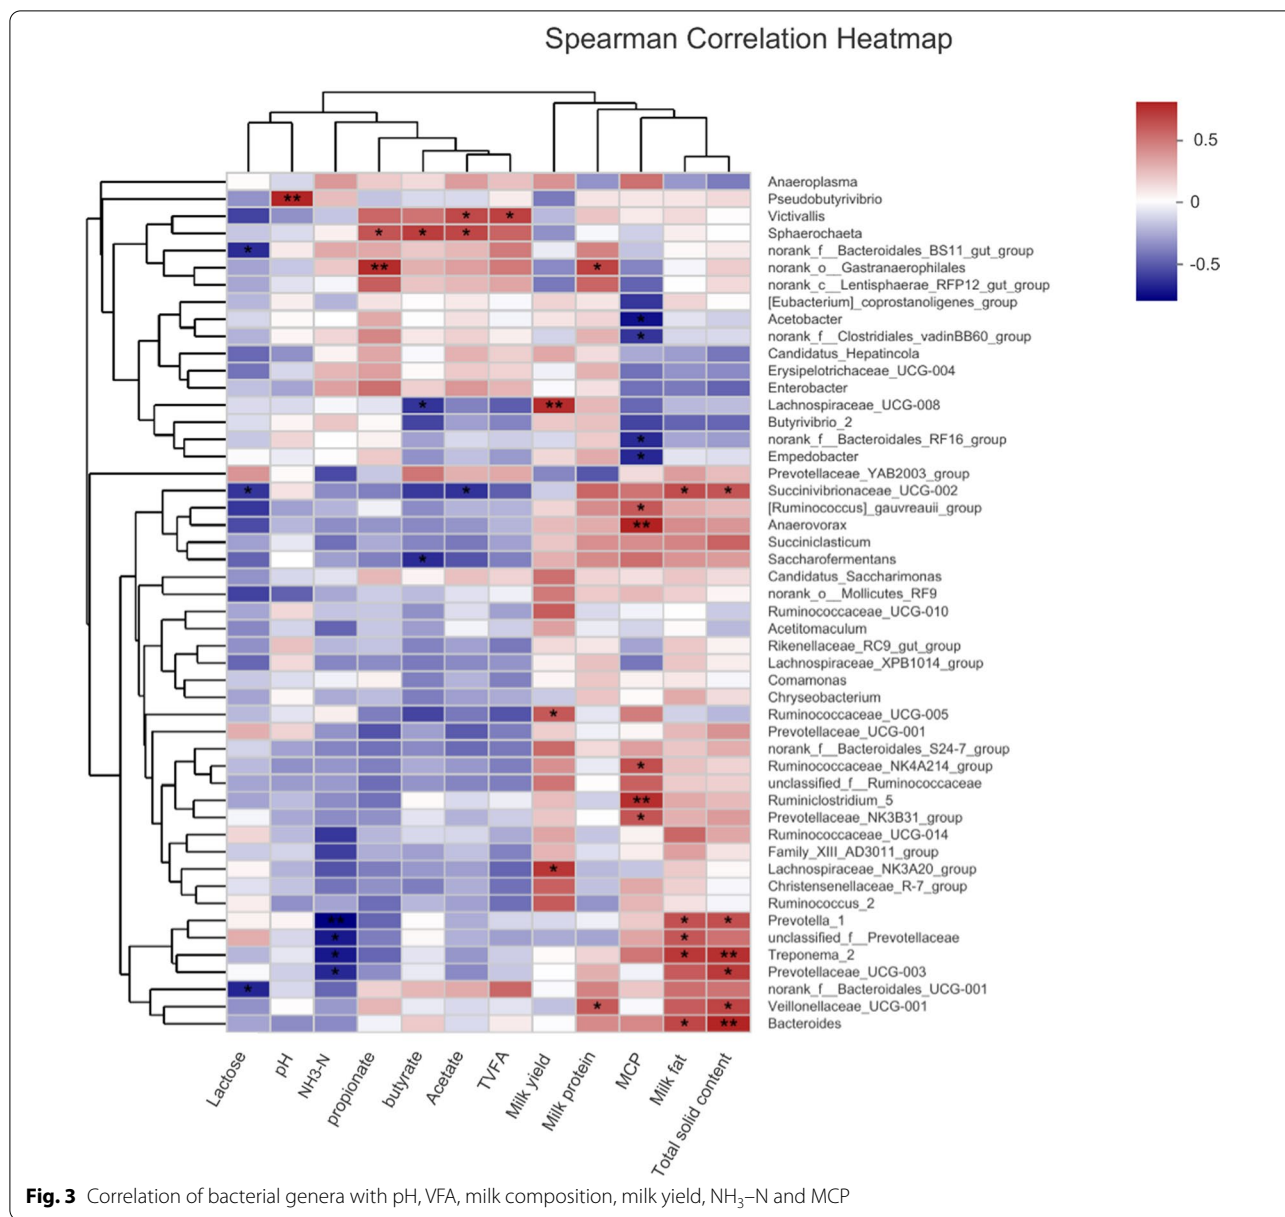 Spearman Correlation Heatmap
0.5
0
-0.5
Anaeroplasma
** Pseudobutyrivibrio
* * Victivallis
* * * Sphaerochaeta
* norank_f__Bacteroidales_BS11_gut_group
** * norank_o__Gastranaerophilales
norank_c__Lentisphaerae_RFP12_gut_group
[Eubacterium]_coprostanoligenes_group
* Acetobacter
* norank_f__Clostridiales_vadinBB60_group
Candidatus_Hepatincola
Erysipelotrichaceae_UCG-004
Enterobacter
* ** Lachnospiraceae_UCG-008
Butyrivibrio_2
* norank_f__Bacteroidales_RF16_group
* Empedobacter
Prevotellaceae_YAB2003_group
* * * * Succinivibrionaceae_UCG-002
* [Ruminococcus]_gauvreauii_group
** Anaerovorax
Succiniclasticum
* Saccharofermentans
Candidatus_Saccharimonas
norank_o__Mollicutes_RF9
Ruminococcaceae_UCG-010
Acetitomaculum
Rikenellaceae_RC9_gut_group
Lachnospiraceae_XPB1014_group
Comamonas
Chryseobacterium
* Ruminococcaceae_UCG-005
Prevotellaceae_UCG-001
norank_f__Bacteroidales_S24-7_group
* Ruminococcaceae_NK4A214_group
unclassified_f__Ruminococcaceae
** Ruminiclostridium_5
* Prevotellaceae_NK3B31_group
Ruminococcaceae_UCG-014
Family_XIII_AD3011_group
* Lachnospiraceae_NK3A20_group
Christensenellaceae_R-7_group
Ruminococcus_2
** * * Prevotella_1
* * unclassified_f__Prevotellaceae
* * ** Treponema_2
* * Prevotellaceae_UCG-003
* norank_f__Bacteroidales_UCG-001
* * Veillonellaceae_UCG-001
* ** Bacteroides
Lactose
pH
NH3-N
propionate
butyrate
Acetate
TVFA
Milk yield
Milk protein
MCP
Milk fat
Total solid content
Fig. 3 Correlation of bacterial genera with pH, VFA, milk composition, milk yield, NH₃–N and MCP